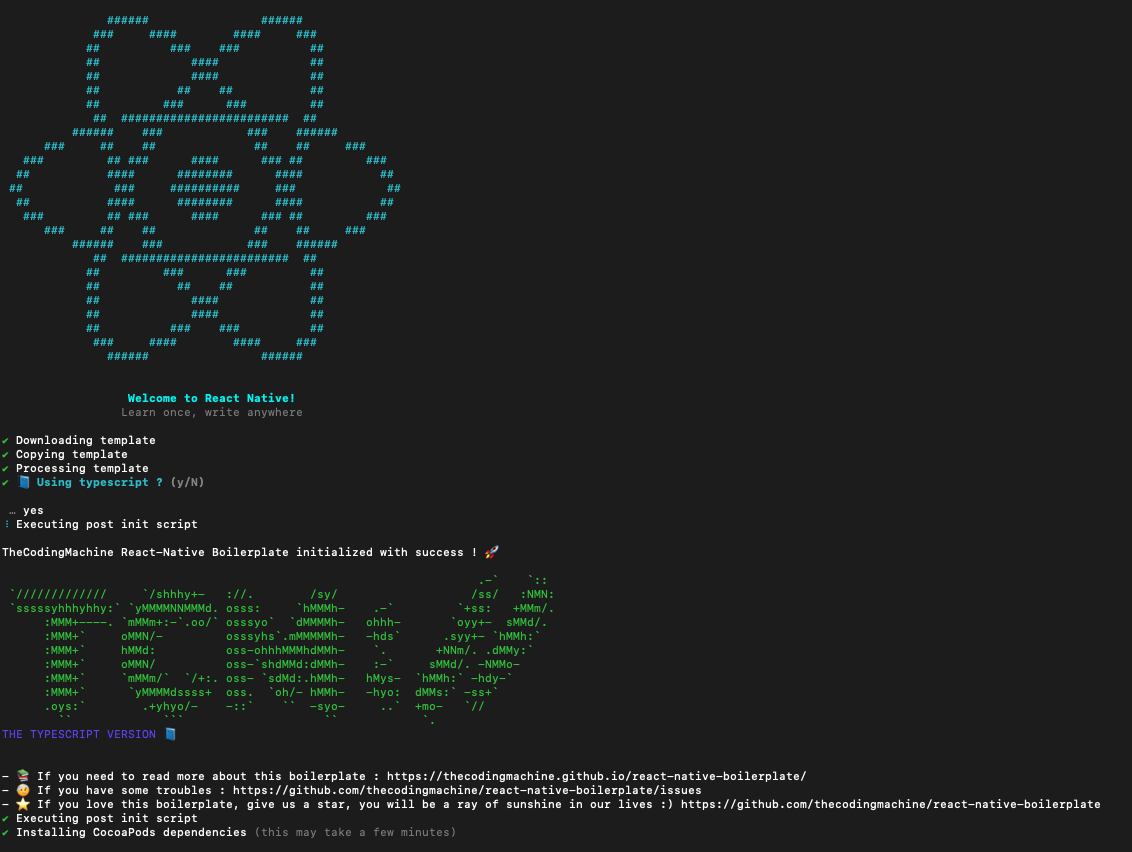 Welcome to React Native!
Learn once, write anywhere
✔ Downloading template
✔ Copying template
✔ Processing template
✔ 📘 Using typescript ? (y/N)
… yes
⠇ Executing post init script
TheCodingMachine React-Native Boilerplate initialized with success ! 🚀
TCM://
THE TYPESCRIPT VERSION 📘
- 📚 If you need to read more about this boilerplate : https://thecodingmachine.github.io/react-native-boilerplate/
- 🤕 If you have some troubles : https://github.com/thecodingmachine/react-native-boilerplate/issues
- ⭐ If you love this boilerplate, give us a star, you will be a ray of sunshine in our lives :) https://github.com/thecodingmachine/react-native-boilerplate
✔ Executing post init script
✔ Installing CocoaPods dependencies (this may take a few minutes)